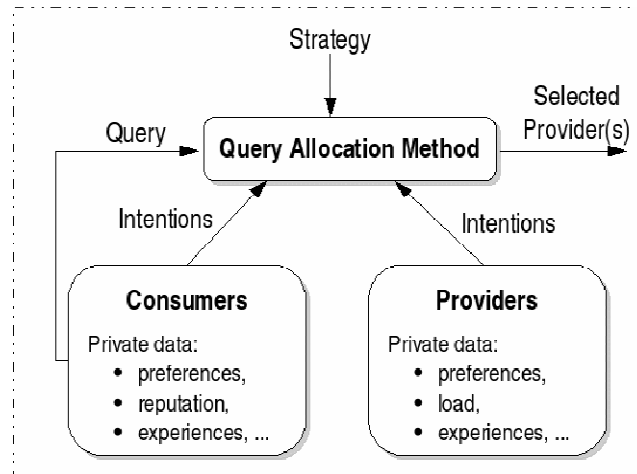 Strategy
Selected
Provider(s)
Query
Query Allocation Method
Intentions
Intentions
Consumers
Private data:
• preferences,
• reputation,
• experiences, ...
Providers
Private data:
• preferences,
• load,
• experiences, ...